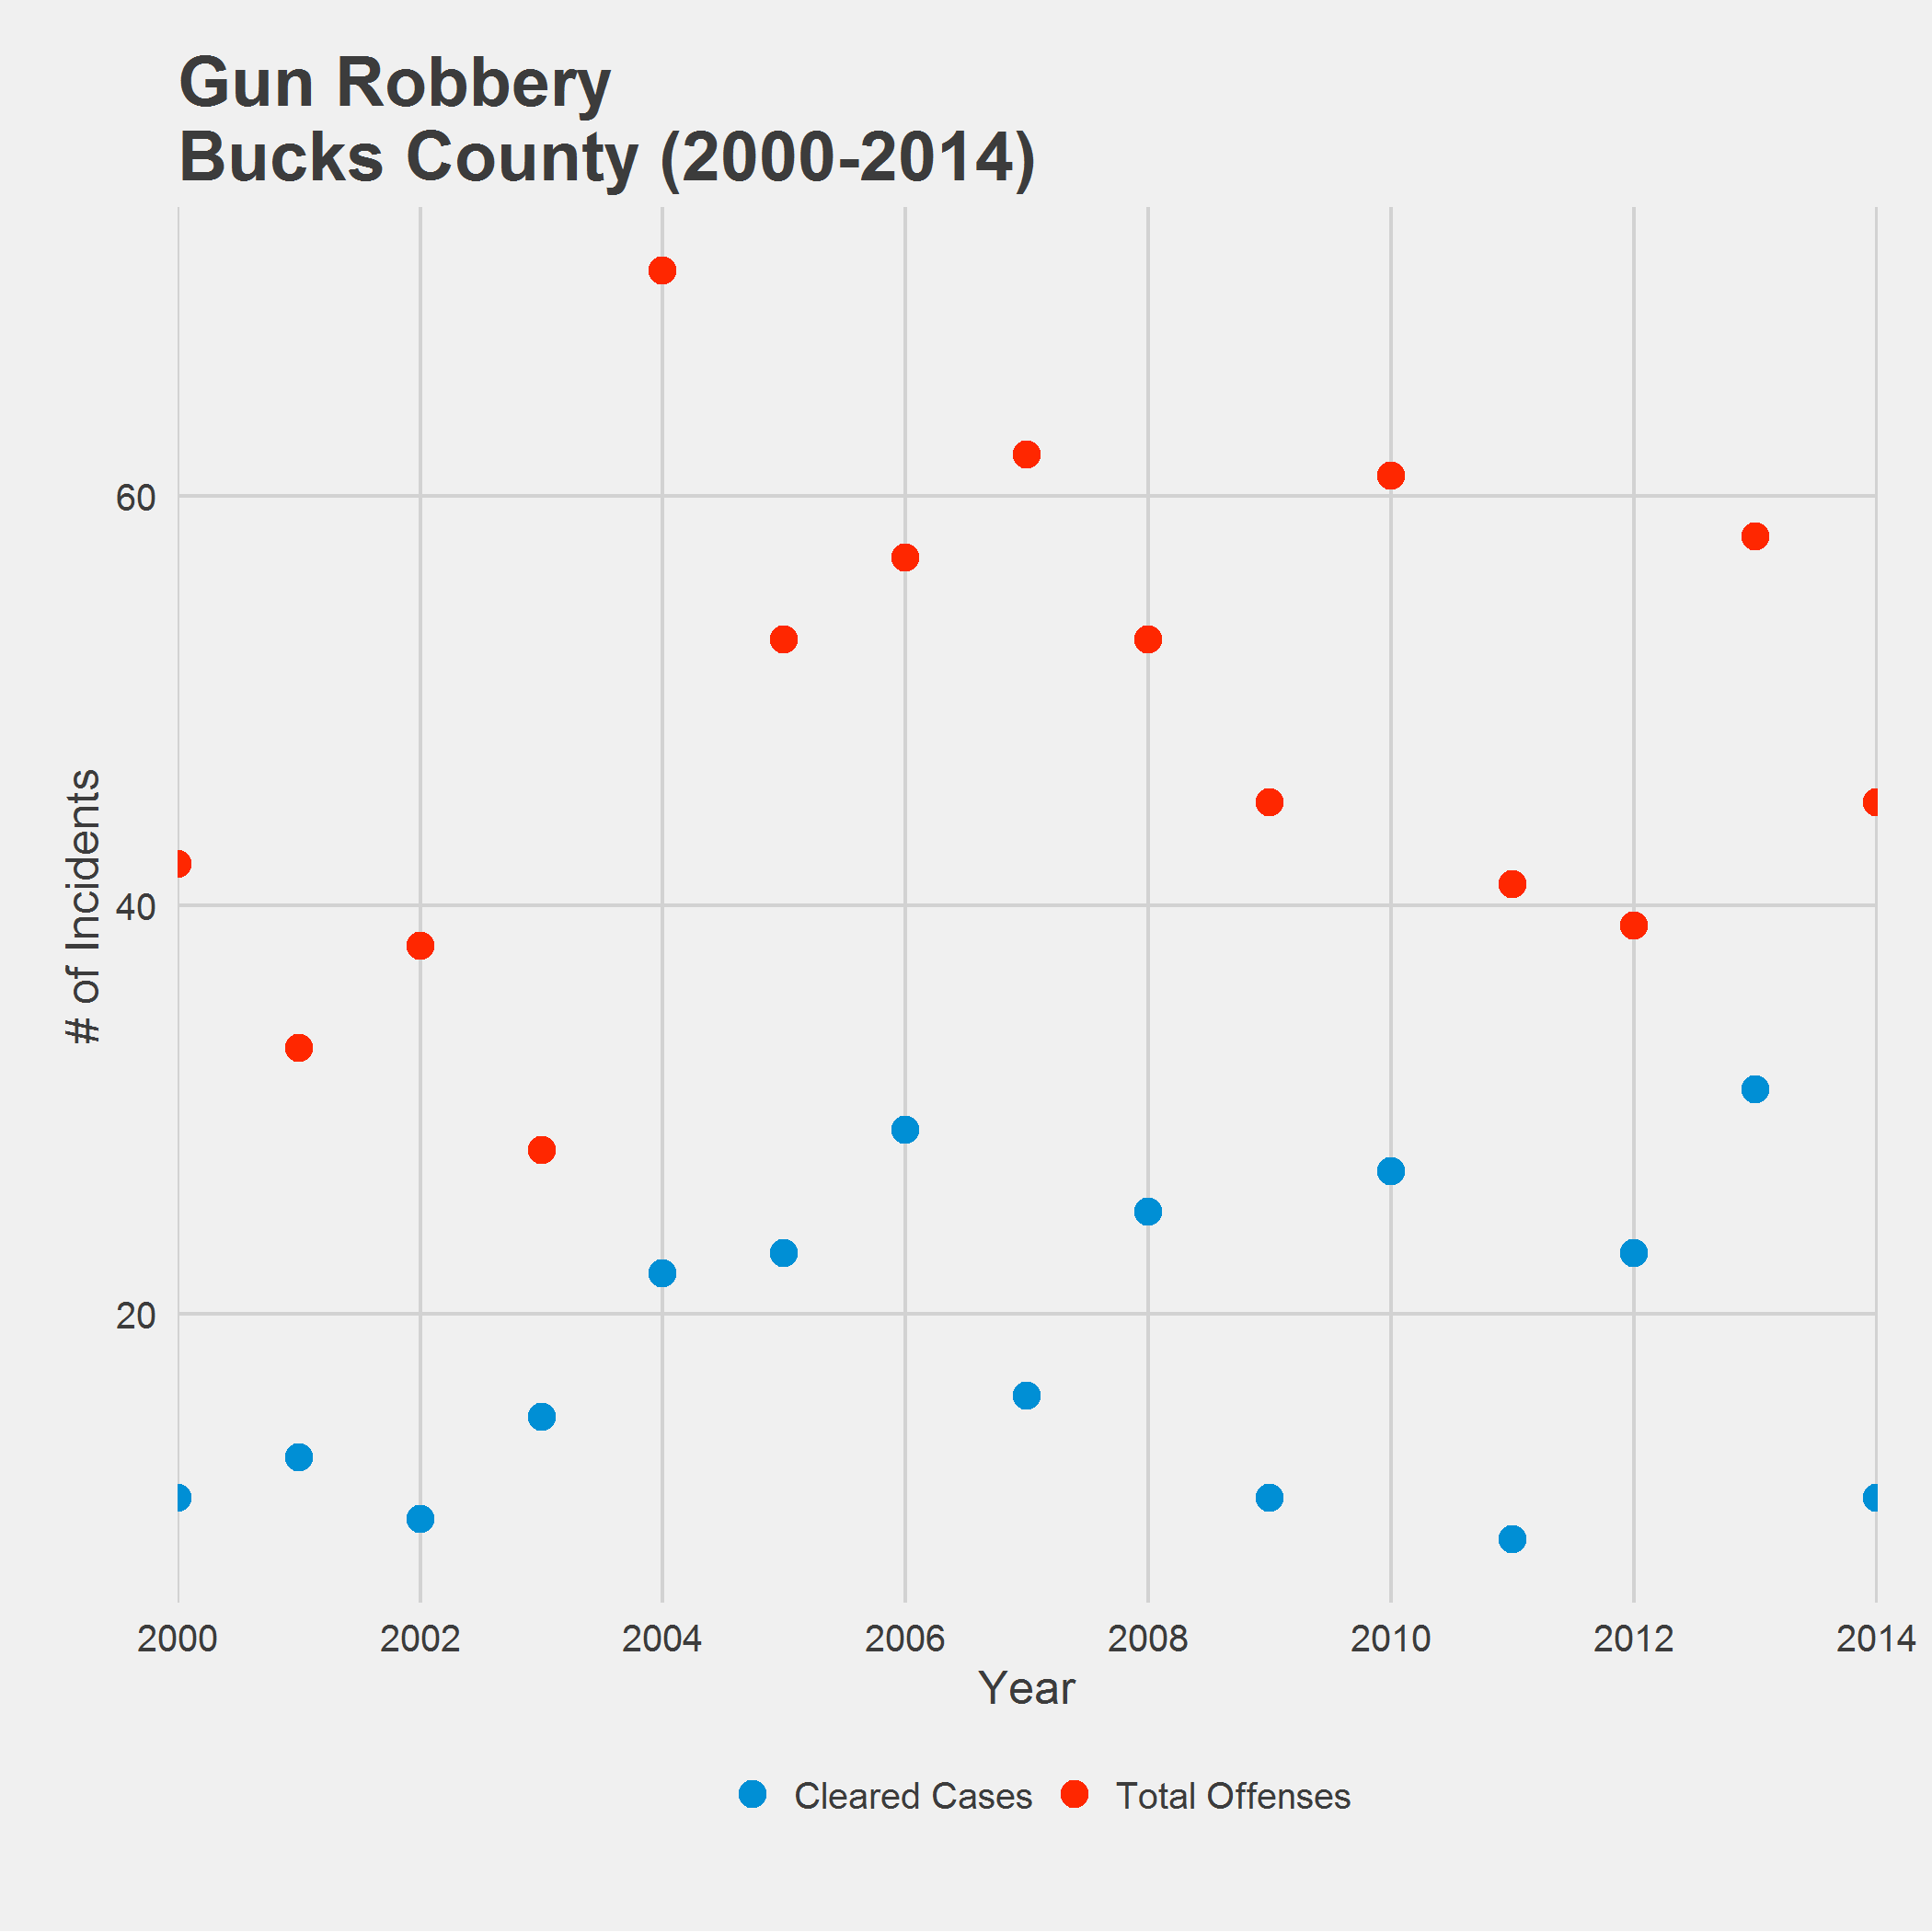 Gun Robbery
Bucks County (2000-2014)
# of Incidents
60
40
20
2000 2002 2004 2006 2008 2010 2012 2014
Year
Cleared Cases Total Offenses